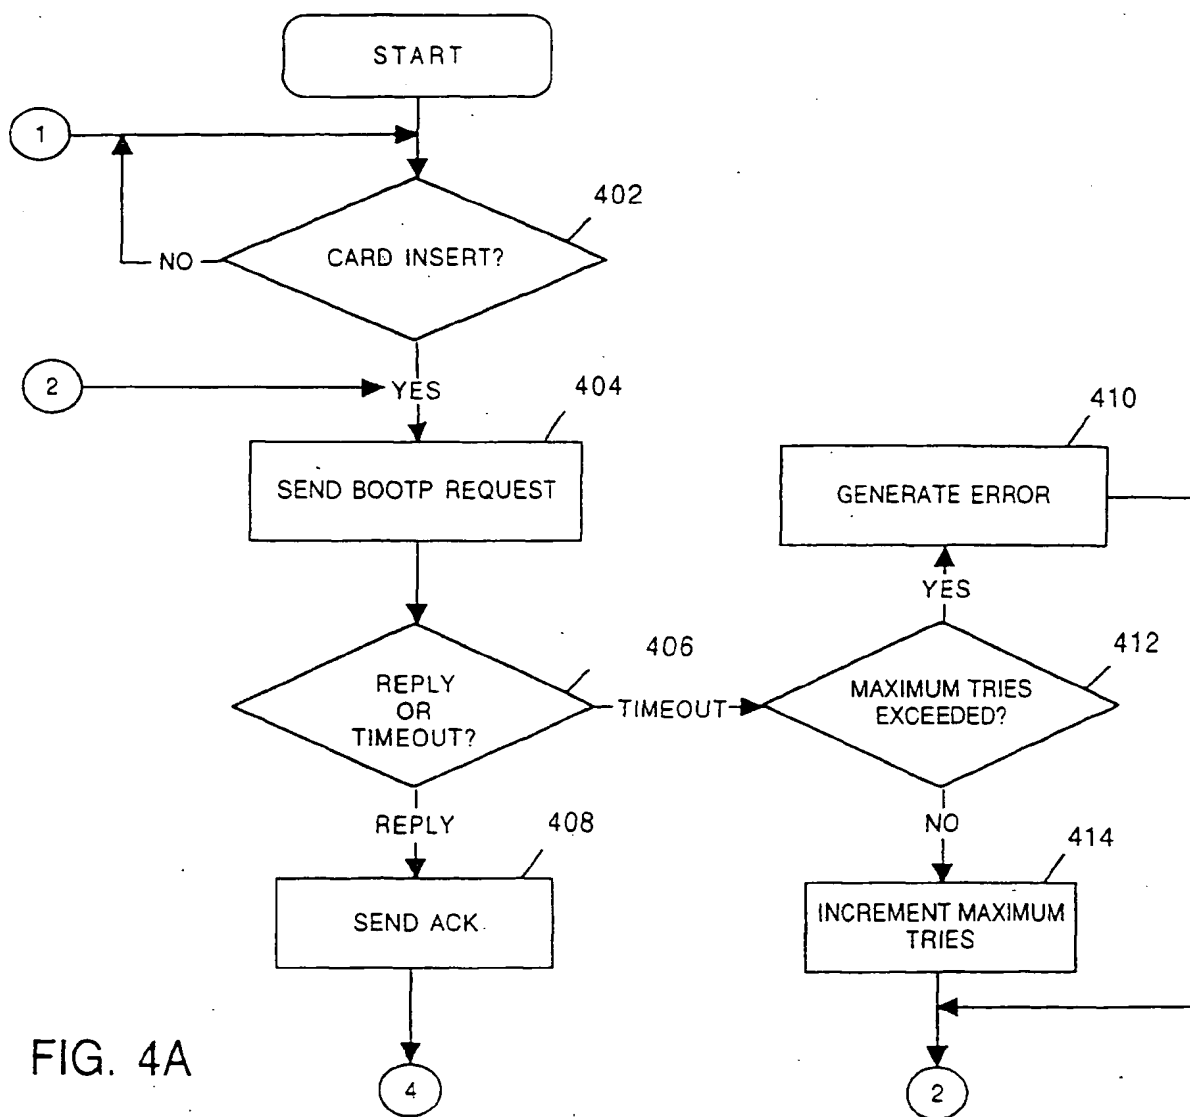 START
1
402
CARD INSERT?
NO
2
YES
404
SEND BOOTP REQUEST
410
GENERATE ERROR
YES
406
REPLY
OR
TIMEOUT?
TIMEOUT
412
MAXIMUM TRIES
EXCEEDED?
REPLY
408
SEND ACK
NO
414
INCREMENT MAXIMUM
TRIES
FIG. 4A
4
2